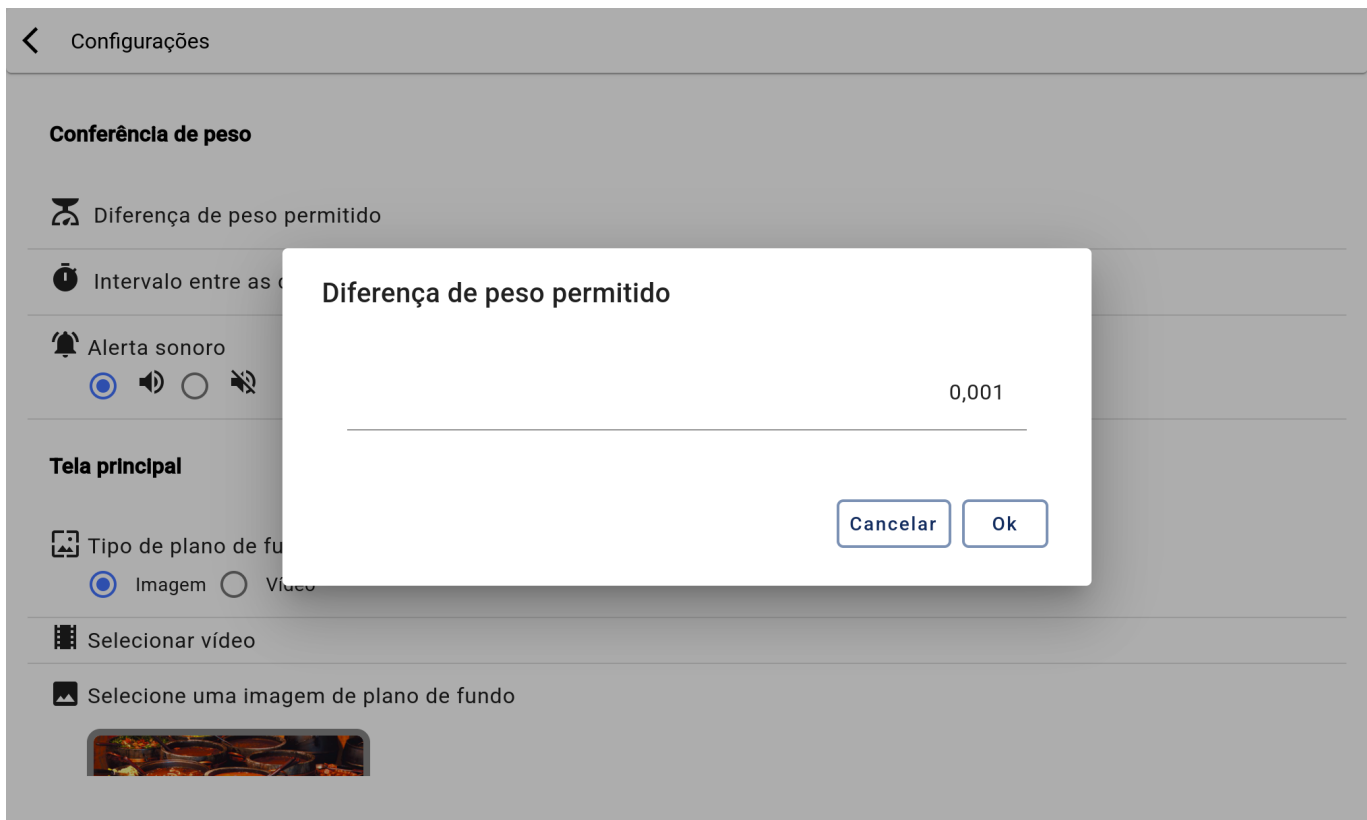 Configurações
Conferência de peso
Diferença de peso permitido
Intervalo entre as
Diferença de peso permitido
Alerta sonoro
0,001
Tela principal
Cancelar
Ok
Tipo de plano de fu
Imagem
Vídeo
Selecionar vídeo
Selecione uma imagem de plano de fundo